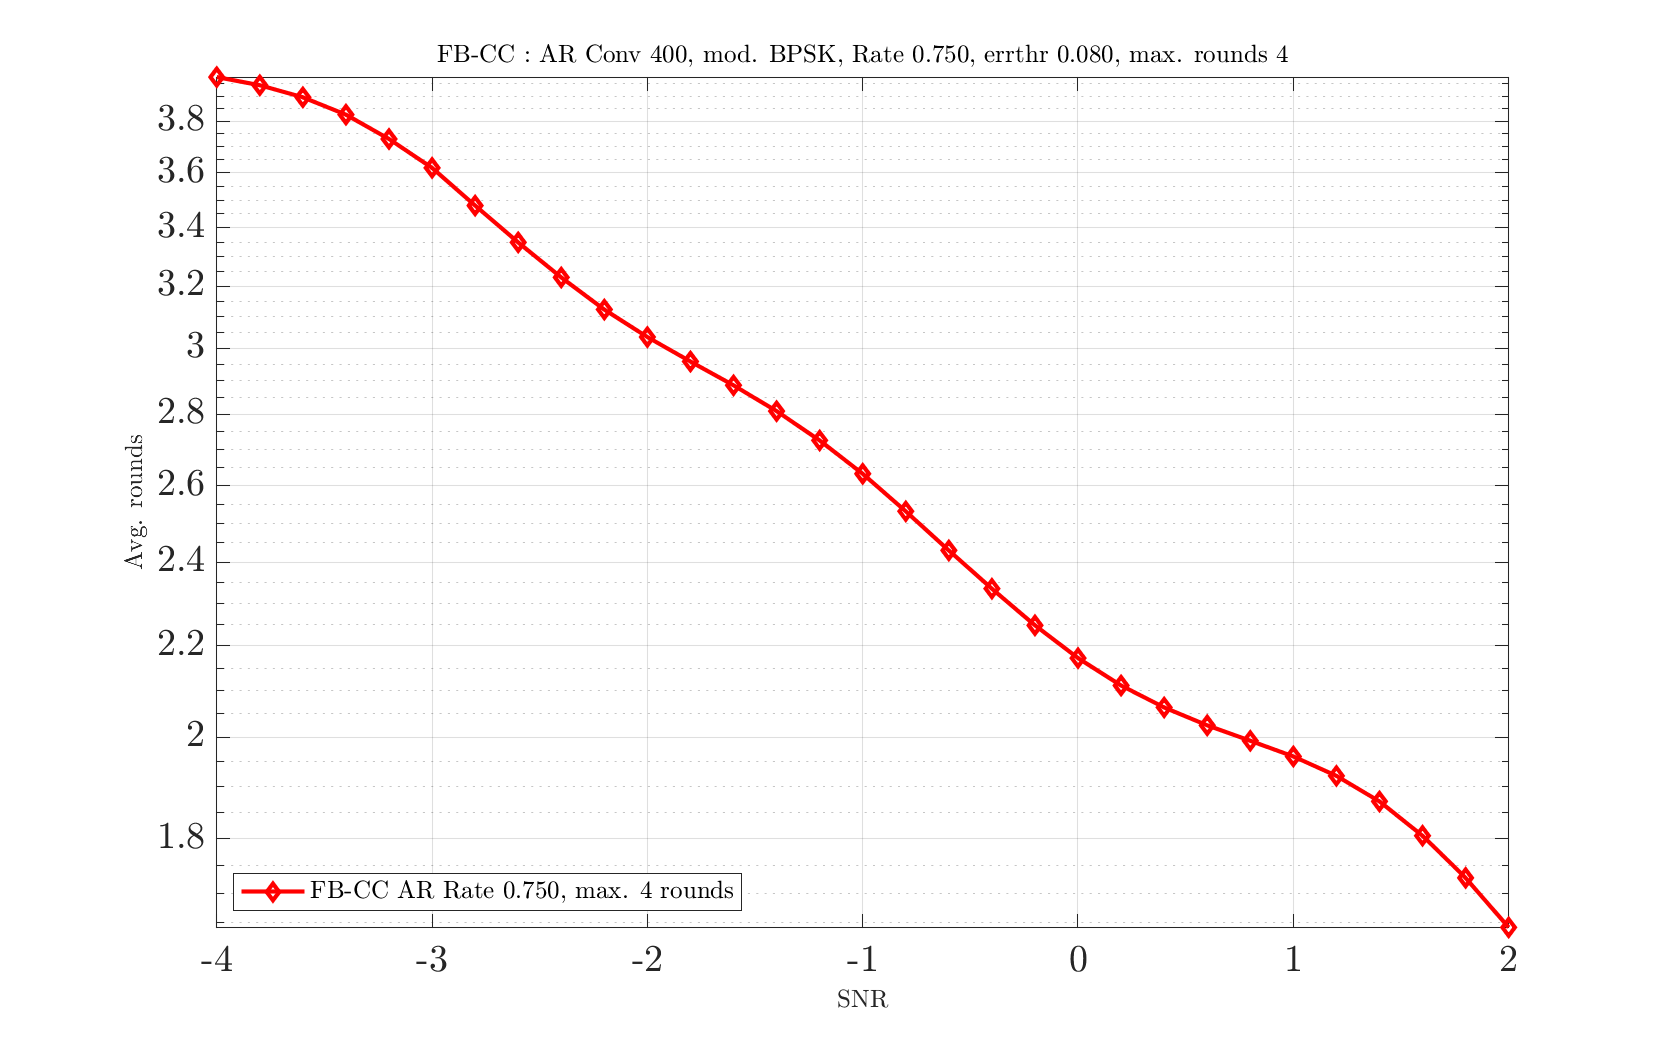 FB-CC : AR Conv 400, mod. BPSK, Rate 0.750, errthr 0.080, max. rounds 4
3.8
3.6
3.4
3.2
3
2.8
2.6
2.4
2.2
2
1.8
Avg. rounds
FB-CC AR Rate 0.750, max. 4 rounds
-4 -3 -2 -1 0 1 2
SNR